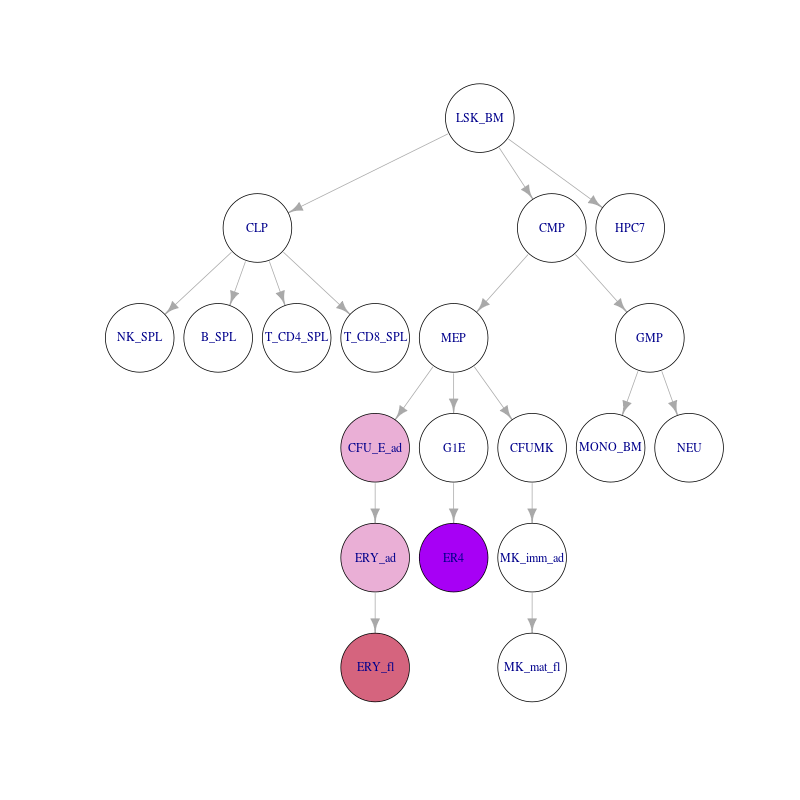 LSK_BM
CLP
CMP
HPC7
NK_SPL
B_SPL
T_CD4_SPL
T_CD8_SPL
MEP
GMP
CFU_E_ad
G1E
CFUMK
MONO_BM
NEU
ERY_ad
ER4
MK_imm_ad
ERY_fl
MK_mat_fl